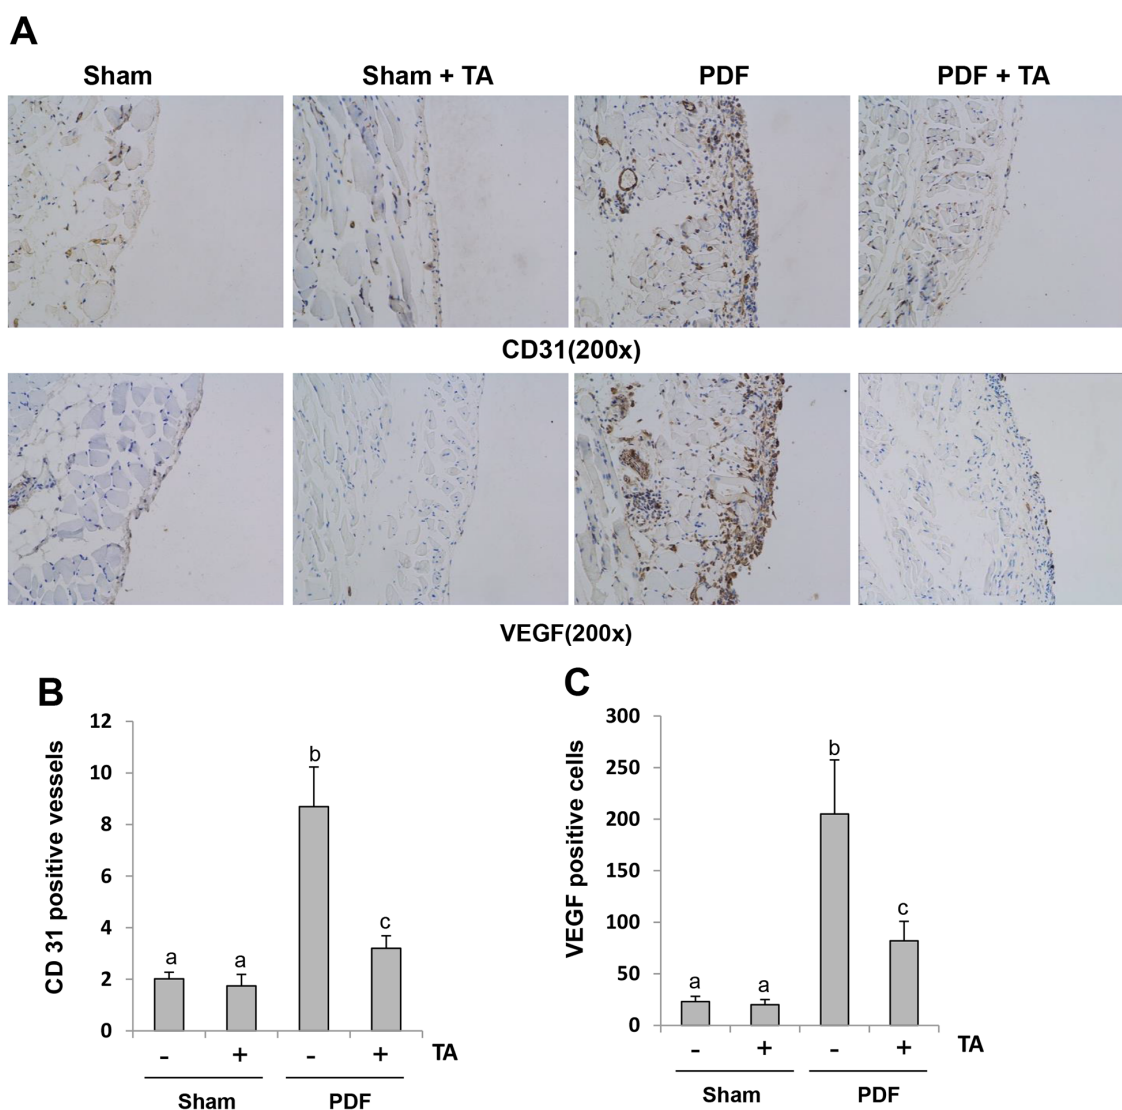 A
Sham Sham + TA PDF PDF + TA
CD31(200x)
VEGF(200x)
B
CD 31 positive vessels
12
10
8
6
4
2
0
a a b c
- + - + TA
Sham PDF
C
VEGF positive cells
300
250
200
150
100
50
0
a a b c
- + - + TA
Sham PDF